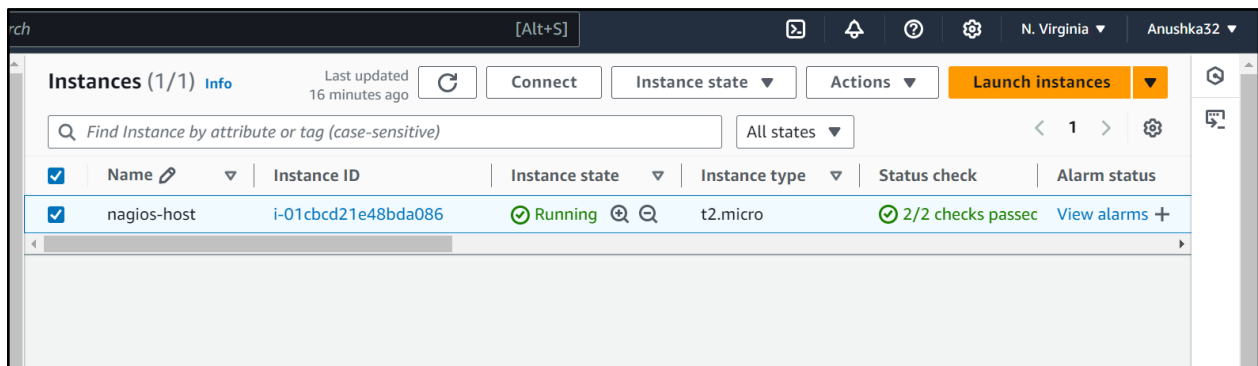 rch [Alt+S] N. Virginia ▼ Anushka32 ▼
Instances (1/1) Info Last updated 16 minutes ago Connect Instance state ▼ Actions ▼ Launch instances ▼
Find Instance by attribute or tag (case-sensitive) All states ▼ < 1 >
Name Instance ID Instance state Instance type Status check Alarm status
nagios-host i-01cbcd21e48bda086 Running t2.micro 2/2 checks passec View alarms +